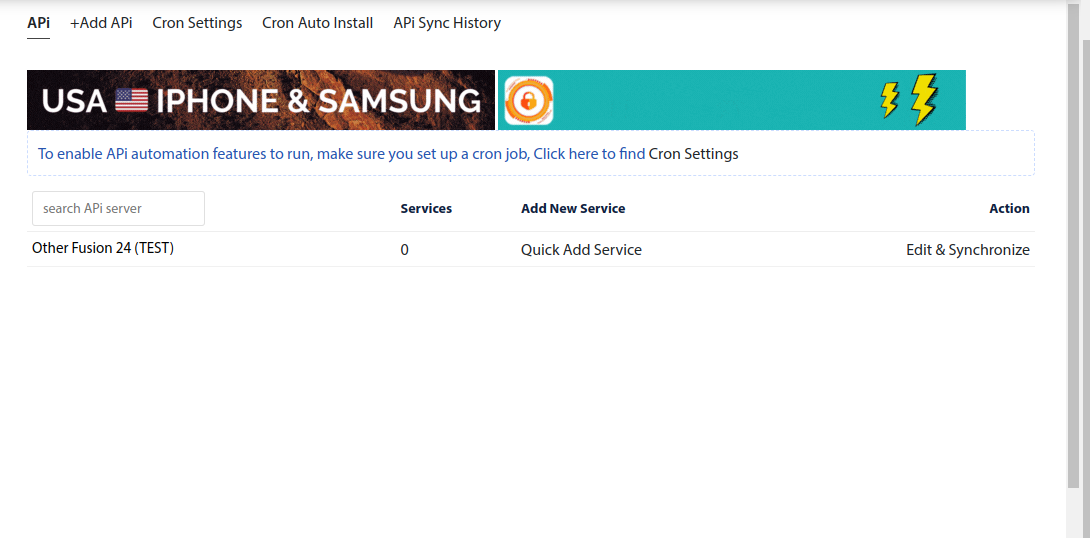 APi +Add APi Cron Settings Cron Auto Install APi Sync History
USA IPHONE & SAMSUNG
To enable APi automation features to run, make sure you set up a cron job, Click here to find Cron Settings
search APi server Services Add New Service Action
Other Fusion 24 (TEST) 0 Quick Add Service Edit & Synchronize